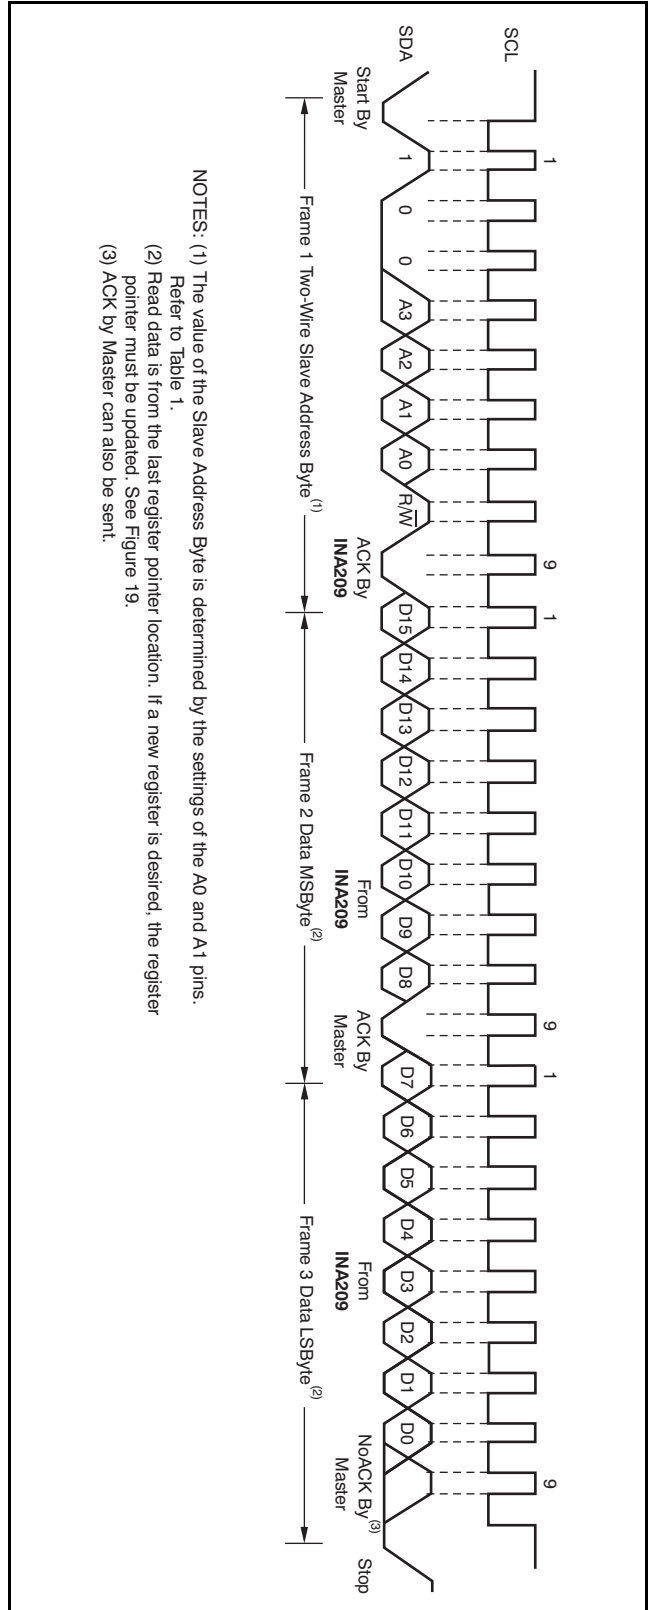 1 9 1 9 1 9
SCL
SDA
1 0 0 A3 A2 A1 A0 R/W D15 D14 D13 D12 D11 D10 D9 D8 D7 D6 D5 D4 D3 D2 D1 D0
Start By
Master
ACK By
INA209
From
INA209
ACK By
Master
From
INA209
NoACK By(3)
Master
Stop
Frame 1 Two-Wire Slave Address Byte(1)
Frame 2 Data MSByte(2)
Frame 3 Data LSByte(2)
NOTES: (1) The value of the Slave Address Byte is determined by the settings of the A0 and A1 pins.
Refer to Table 1.
(2) Read data is from the last register pointer location. If a new register is desired, the register
pointer must be updated. See Figure 19.
(3) ACK by Master can also be sent.